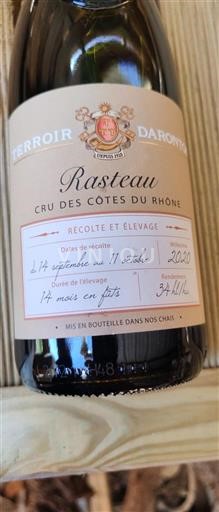 TERROIR DARONTON
DEPUIS 1920
Rasteau
CRU DES CÔTES DU RHÔNE
RÉCOLTE ET ÉLEVAGE
Dates de récolte Millésime
du 14 septembre au 17 octobre 2020
Durée de l'élevage Rendement
14 mois en fûts 34 hl/ha
• MIS EN BOUTEILLE DANS NOS CHAIS •